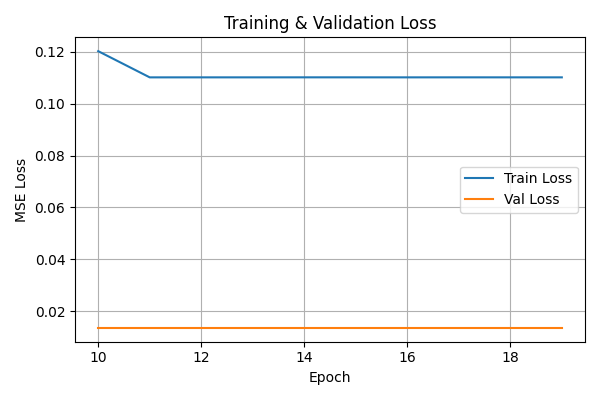 Training & Validation Loss
MSE Loss
0.12
0.10
0.08
0.06
0.04
0.02
Train Loss
Val Loss
10 12 14 16 18
Epoch